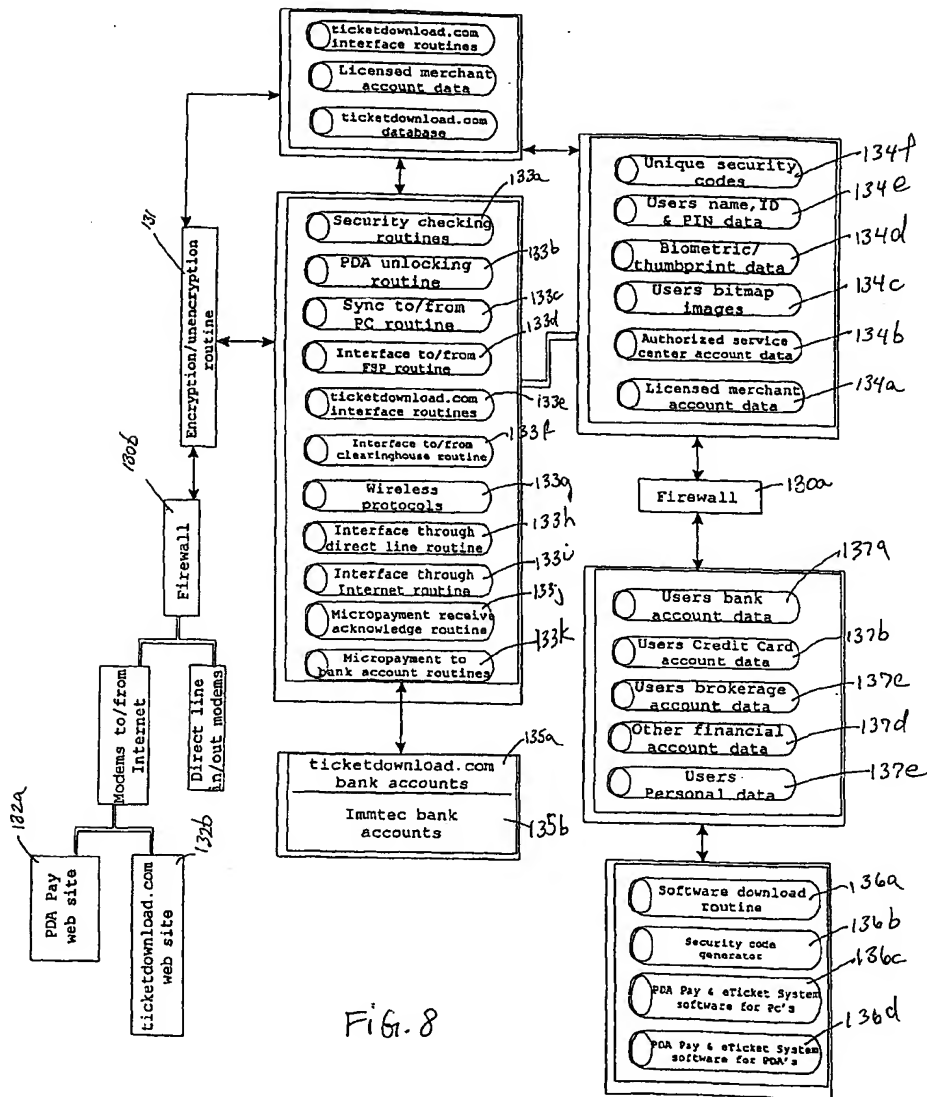 ticketdownload.com
interface routines
Licensed merchant
account data
ticketdownload.com
database
131
Encryption/unencryption
routine
130b
Firewall
Modems to/from
Internet
Direct line
in/out modems
132a
PDA Pay
web site
132b
ticketdownload.com
web site
133a
Security checking
routines
133b
PDA unlocking
routine
133c
Sync to/from
PC routine
133d
Interface to/from
FSP routine
133e
ticketdownload.com
interface routines
133f
Interface to/from
clearinghouse routine
133g
Wireless
protocols
133h
Interface through
direct line routine
133i
Interface through
Internet routine
133j
Micropayment receive
acknowledge routine
133k
Micropayment to
bank account routines
135a
ticketdownload.com
bank accounts
Immtec bank
accounts
135b
Unique security
codes
134f
Users name, ID
& PIN data
134e
Biometric/
thumbprint data
134d
Users bitmap
images
134c
Authorized service
center account data
134b
Licensed merchant
account data
134a
Firewall
130a
Users bank
account data
137a
Users Credit Card
account data
137b
Users brokerage
account data
137c
Other financial
account data
137d
Users
Personal data
137e
Software download
routine
136a
Security code
generator
136b
PDA Pay & eTicket System
software for PC's
136c
PDA Pay & eTicket System
software for PDA's
136d
FiG. 8